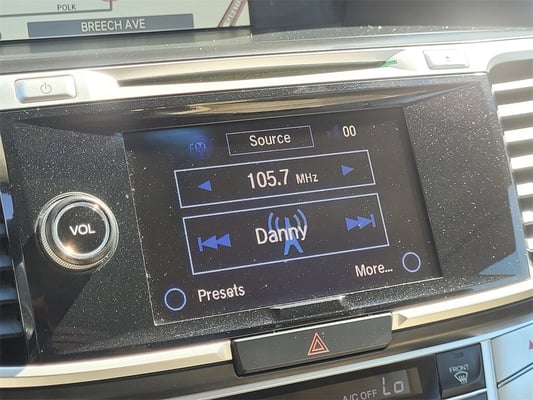 POLK
BREECH AVE
FM
Source
00
105.7 MHz
VOL
Danny
Presets
More...
FRONT
A/C OFF
Lo